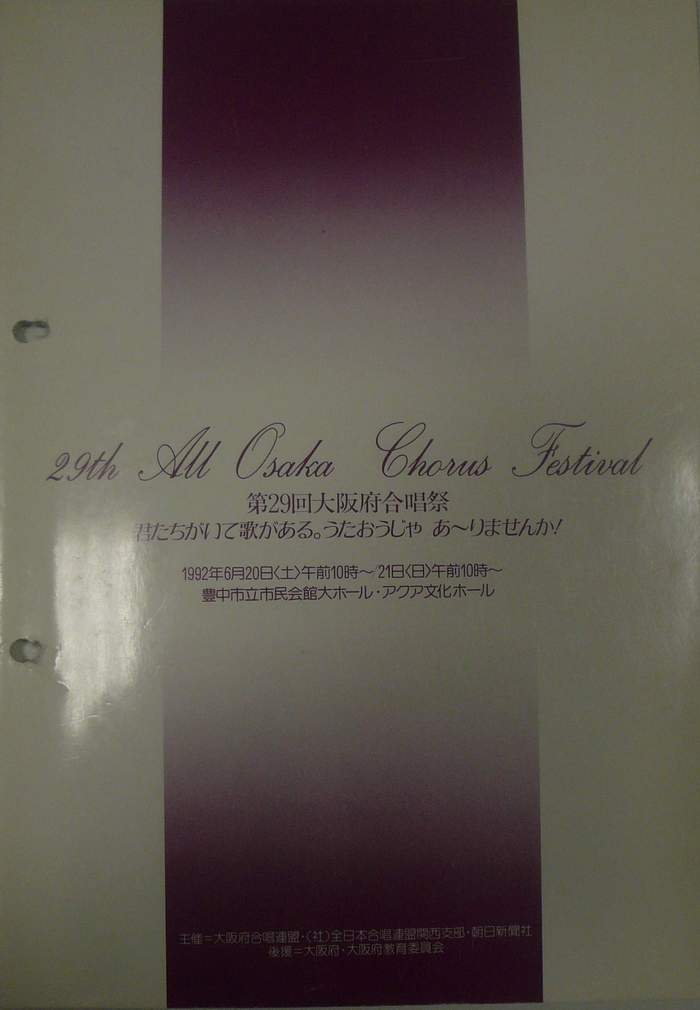 29th All Osaka Chorus Festival
第29回大阪府合唱祭
君たちがいて歌がある。うたおうじゃ あ〜りませんか!
1992年6月20日〈土〉午前10時〜21日〈日〉午前10時〜
豊中市立市民会館大ホール・アクア文化ホール
主催=大阪府合唱連盟・(社)全日本合唱連盟関西支部・朝日新聞社
後援=大阪府・大阪府教育委員会